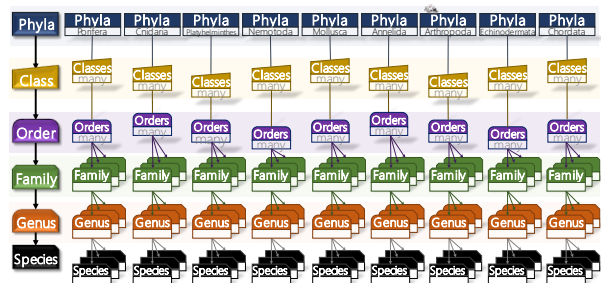 Phyla Phyla Phyla Phyla Phyla Phyla Phyla Phyla Phyla Phyla
Porifera Cnidaria Platyhelminthes Nemotoda Mollusca Annelida Arthropoda Echinodermata Chordata
Class Classes Classes Classes Classes Classes Classes Classes Classes Classes
many many many many many many many many many
Order Orders Orders Orders Orders Orders Orders Orders Orders Orders
many many many many many many many many many
Family Family Family Family Family Family Family Family Family Family
Genus Genus Genus Genus Genus Genus Genus Genus Genus Genus
Species Species Species Species Species Species Species Species Species Species